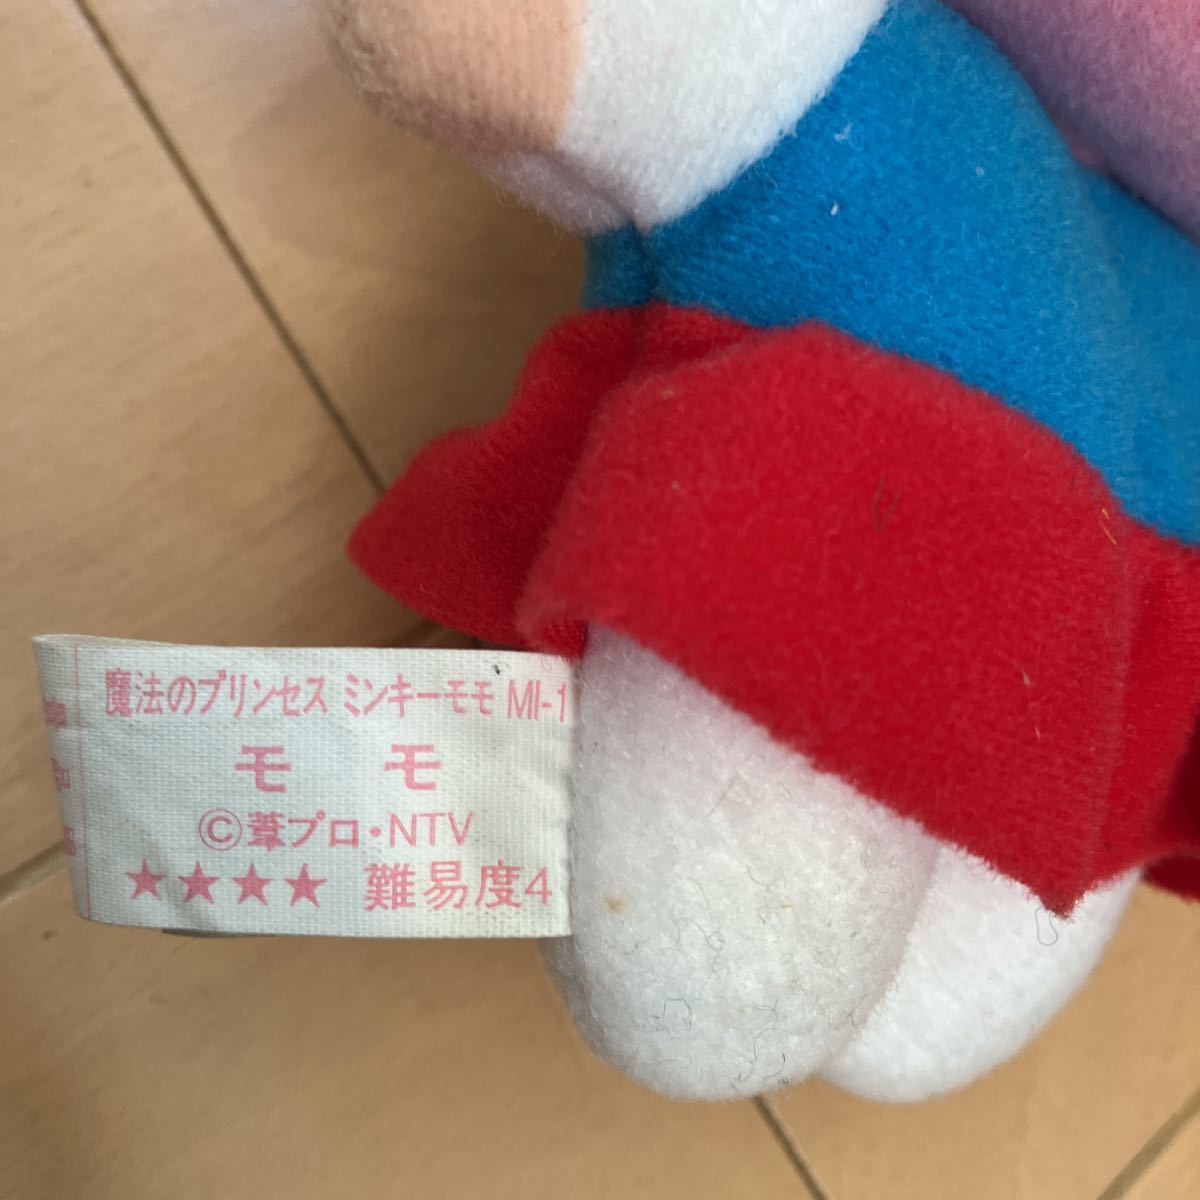 魔法のプリンセス ミンキーモモ MI-1
モモ
©葦プロ・NTV
★★★★ 難易度4